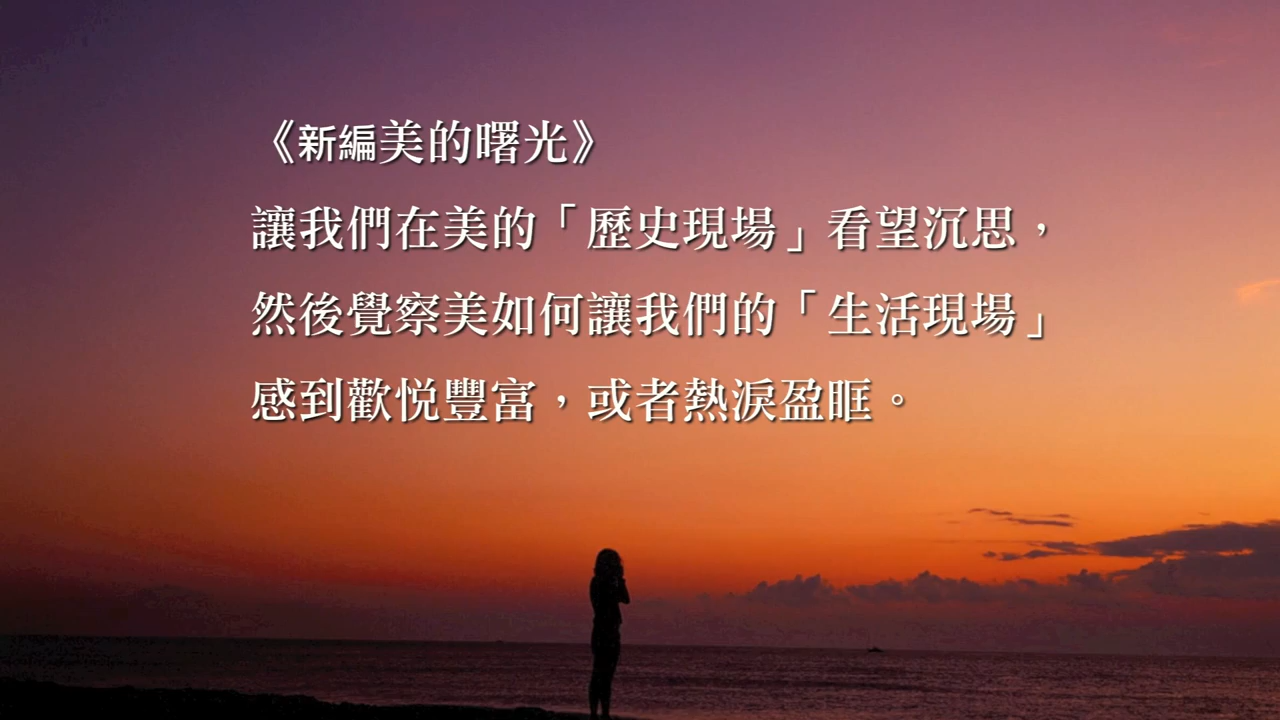 《新編美的曙光》
讓我們在美的「歷史現場」看望沉思，
然後覺察美如何讓我們的「生活現場」
感到歡悅豐富，或者熱淚盈眶。